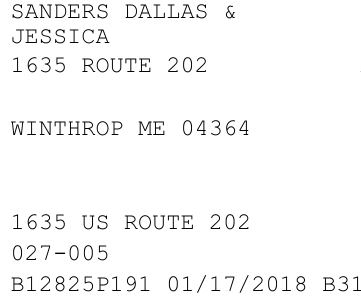 SANDERS DALLAS &
JESSICA
1635 ROUTE 202
WINTHROP ME 04364
1635 US ROUTE 202
027-005
B12825P191 01/17/2018 B31